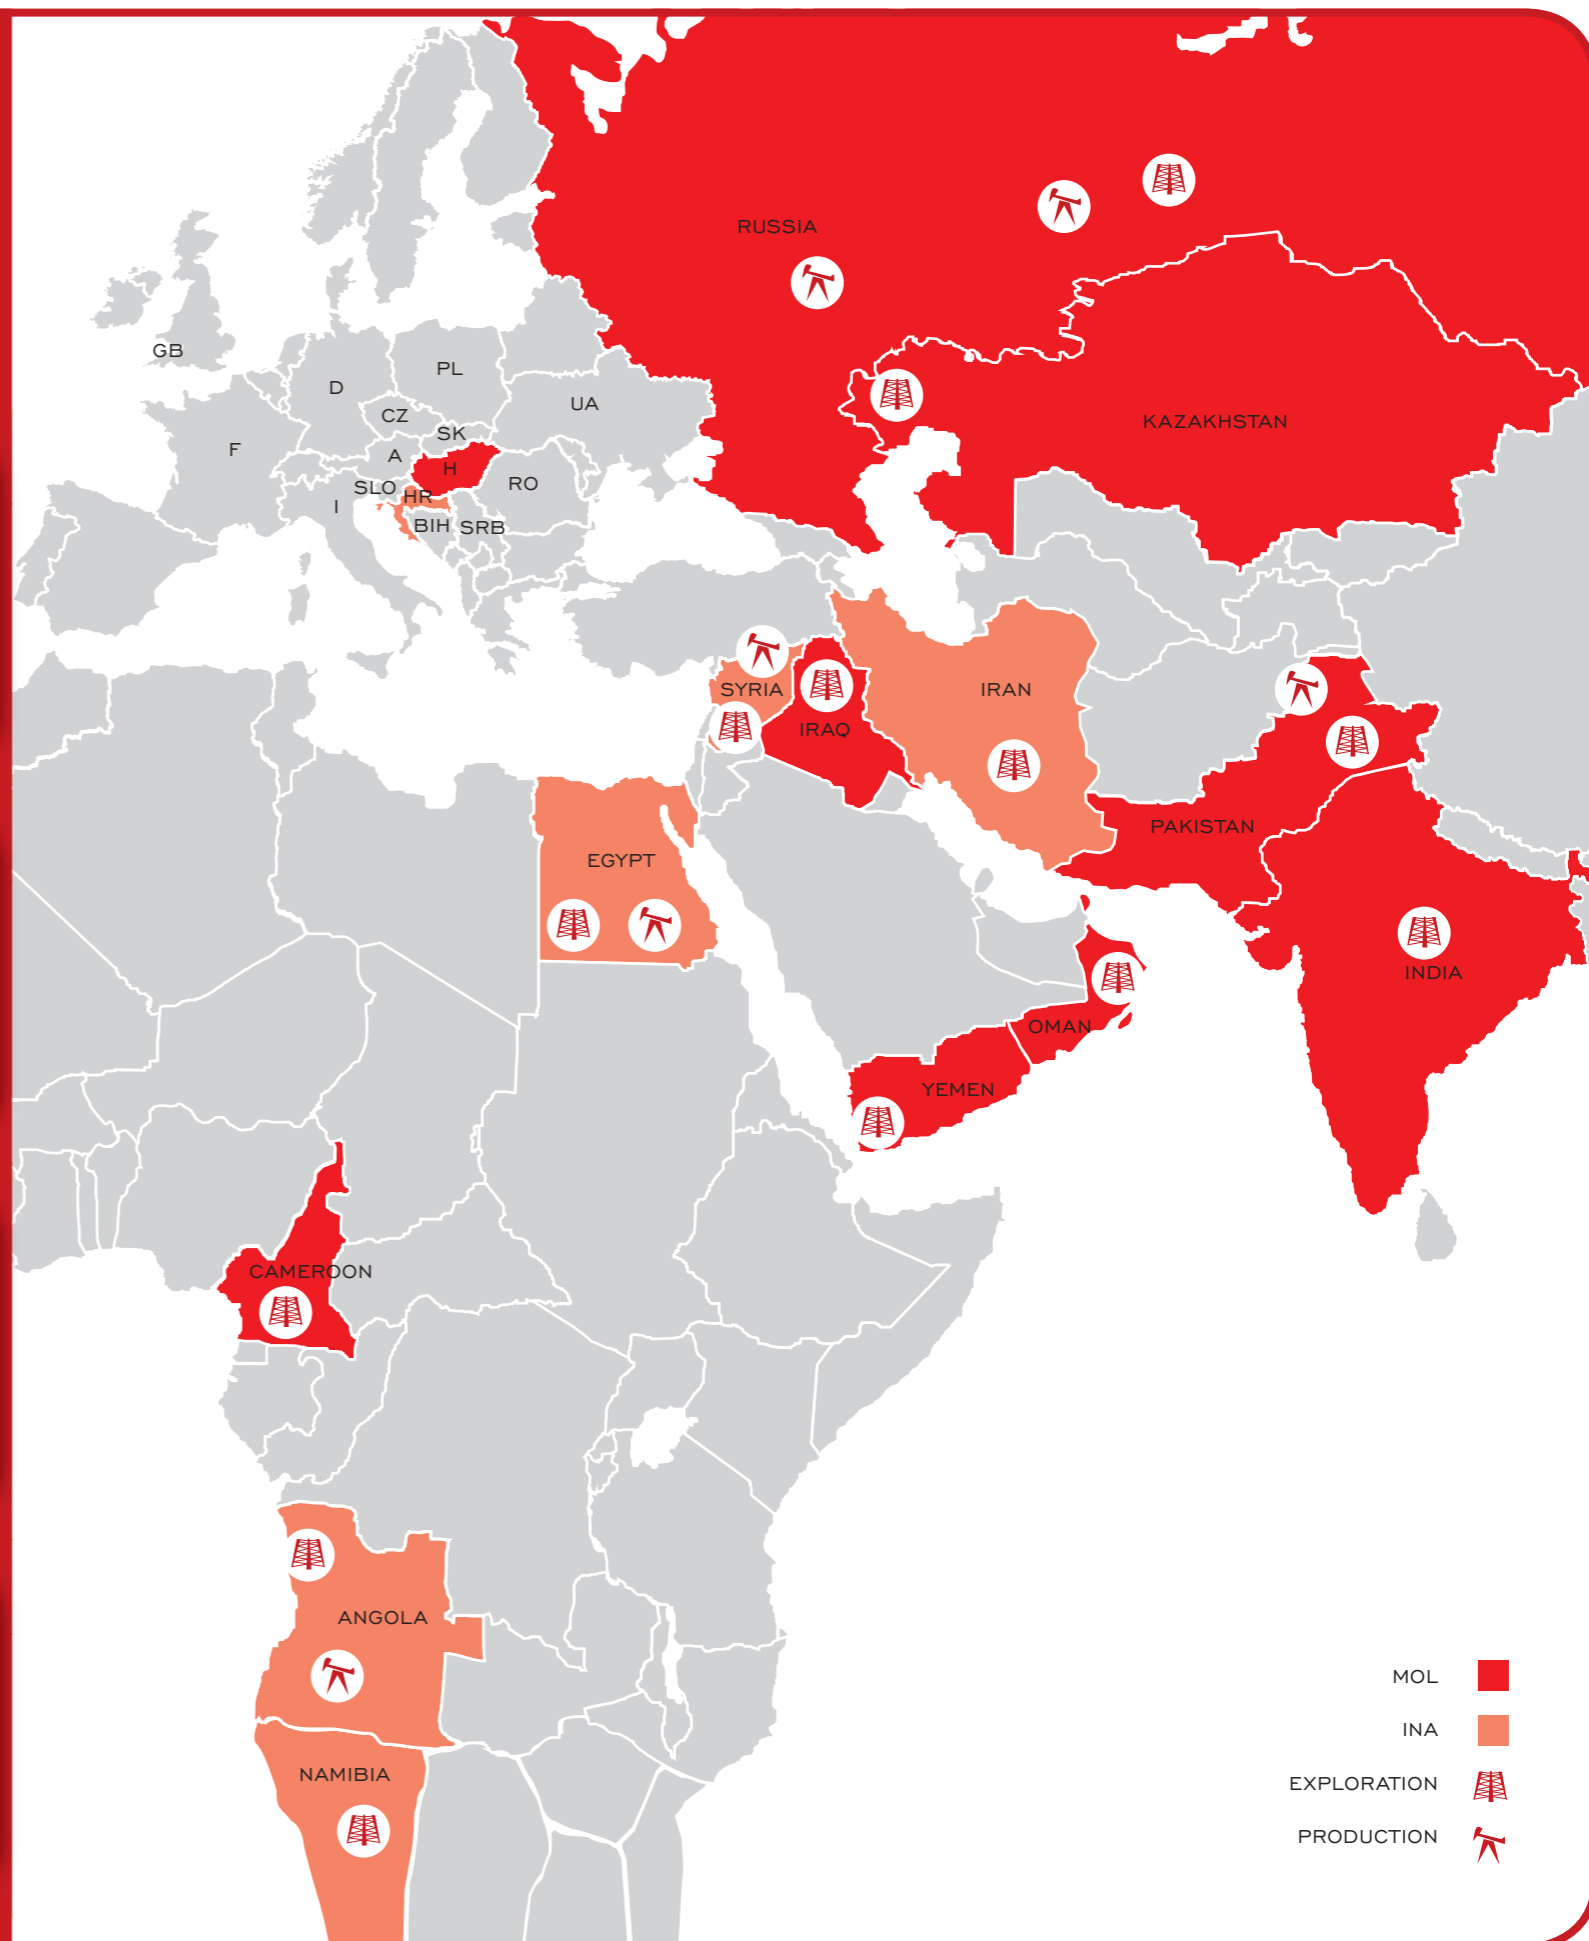 RUSSIA
GB
PL
D
UA
CZ
KAZAKHSTAN
SK
F
A
H
RO
SLO
HR
I
BIH
SRB
SYRIA
IRAN
IRAQ
PAKISTAN
EGYPT
INDIA
OMAN
YEMEN
CAMEROON
ANGOLA
NAMIBIA
MOL
INA
EXPLORATION
PRODUCTION